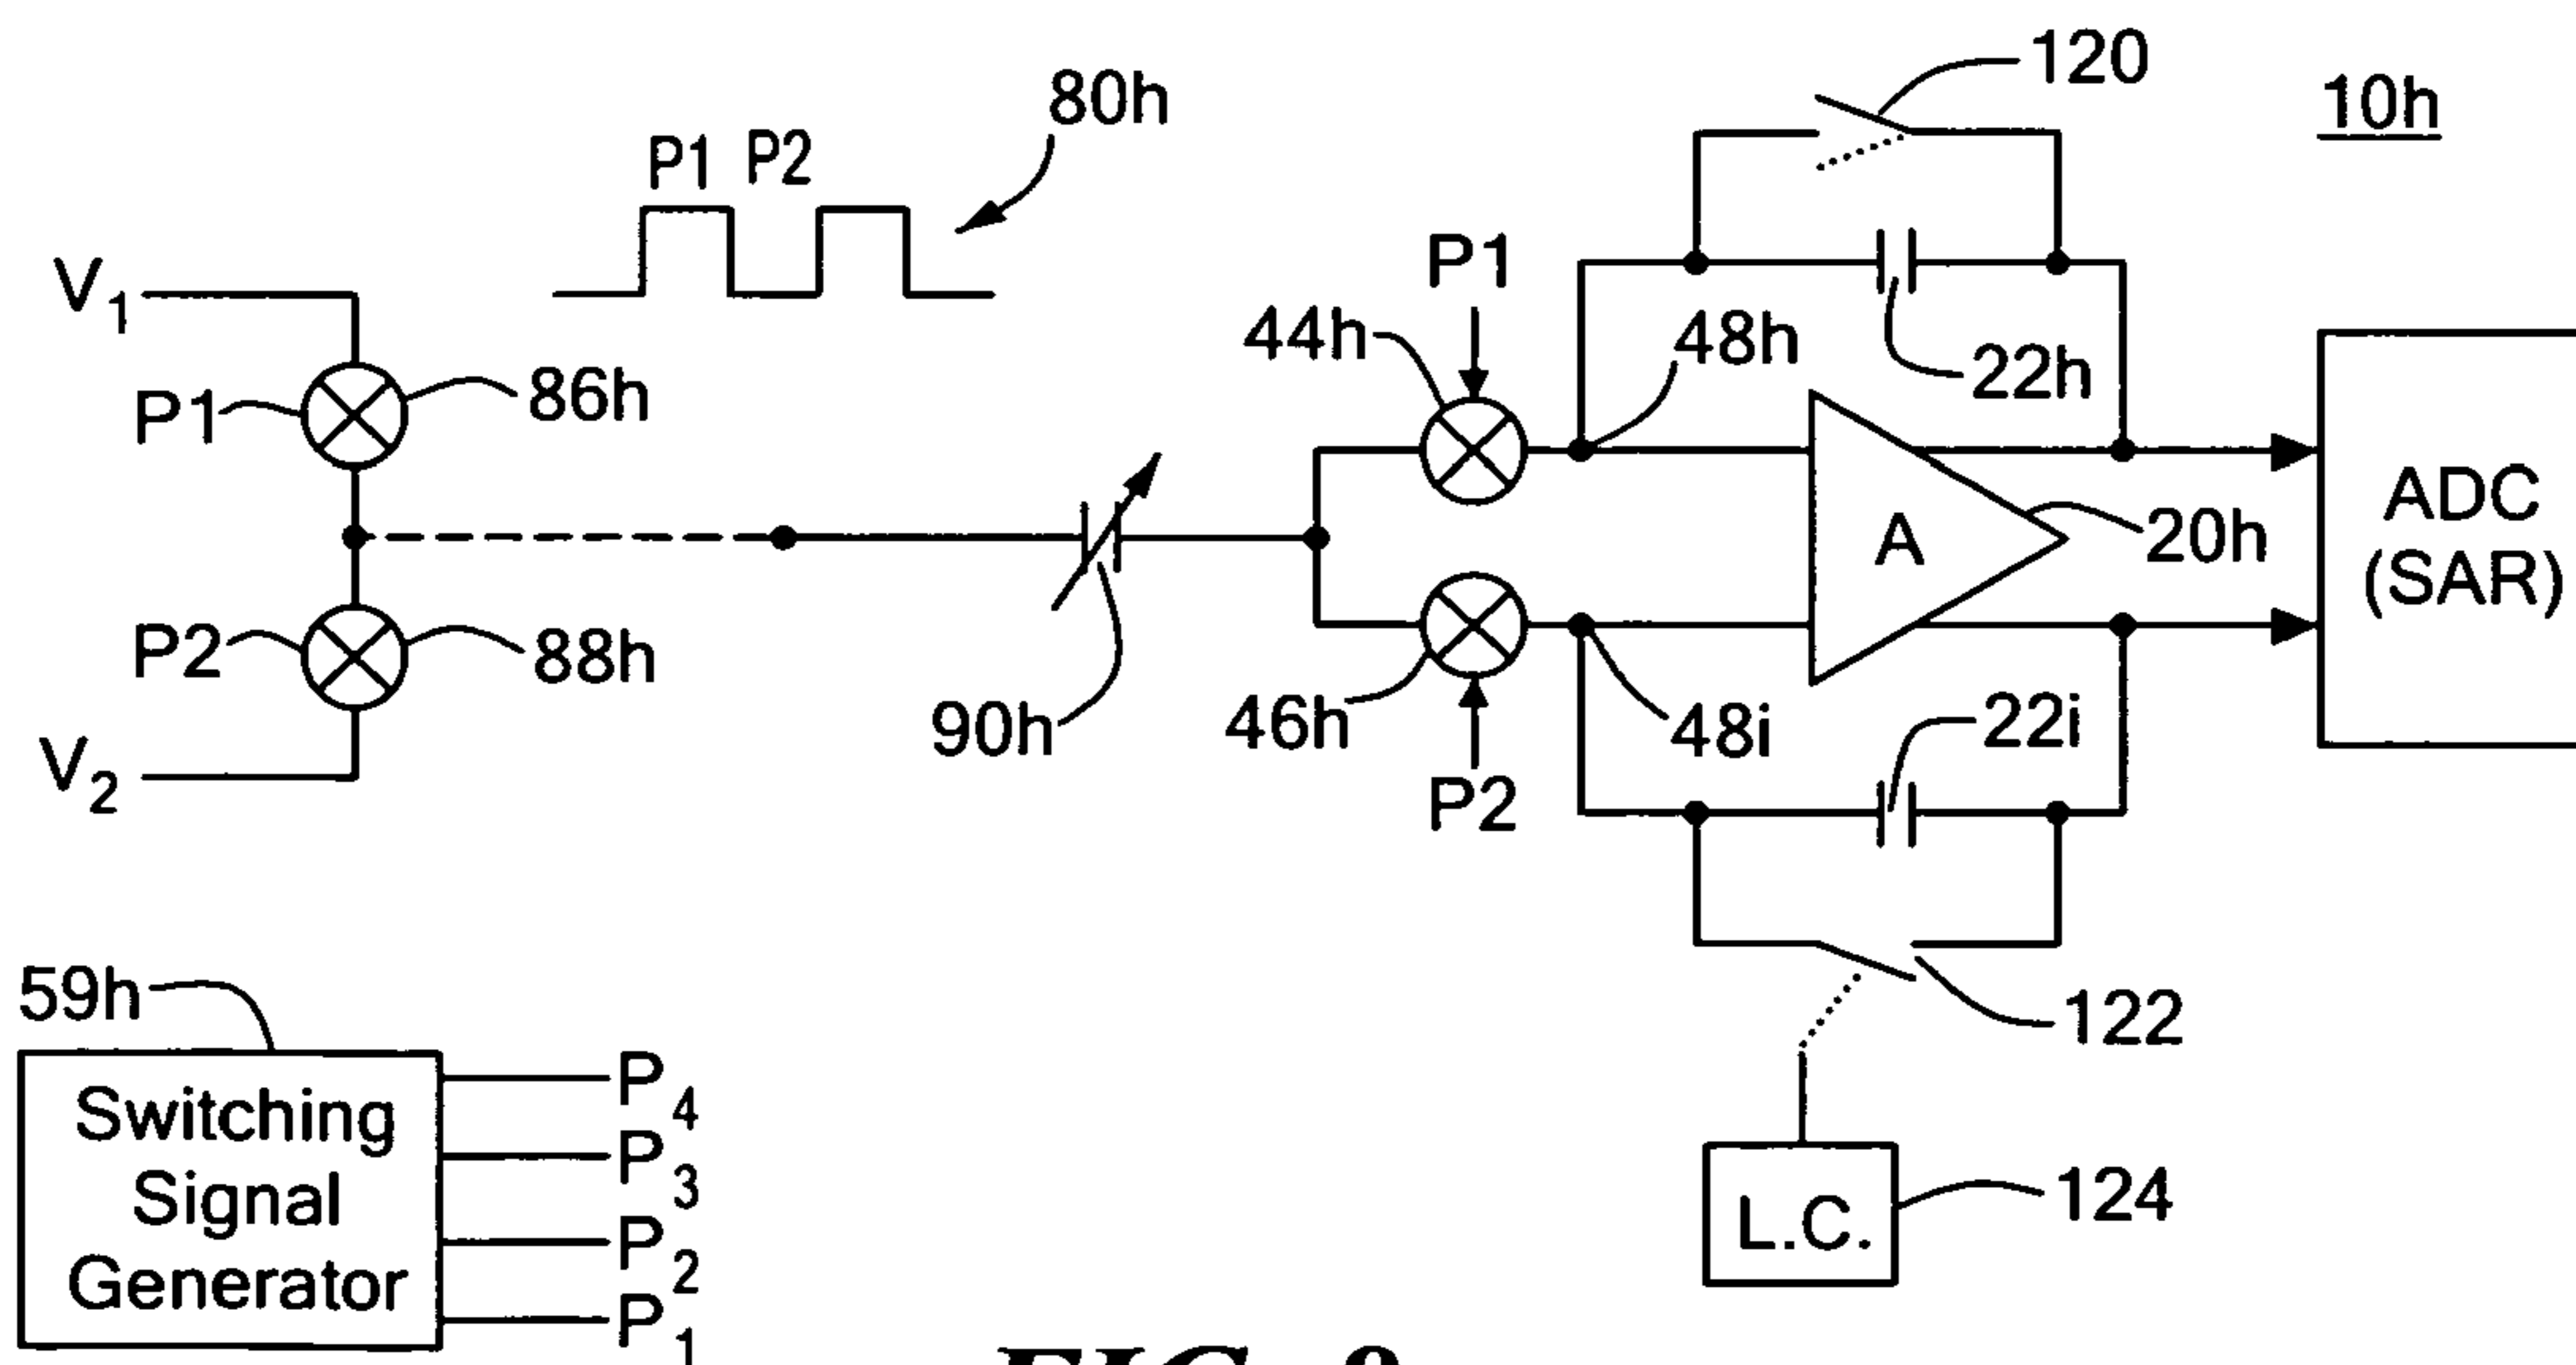 120
10h
80h
P1 P2
V1
P1
86h
44h
P1
48h
22h
A
20h
ADC
(SAR)
P2
88h
V2
90h
46h
P2
48i
22i
122
59h
Switching
Signal
Generator
P4
P3
P2
P1
L.C.
124